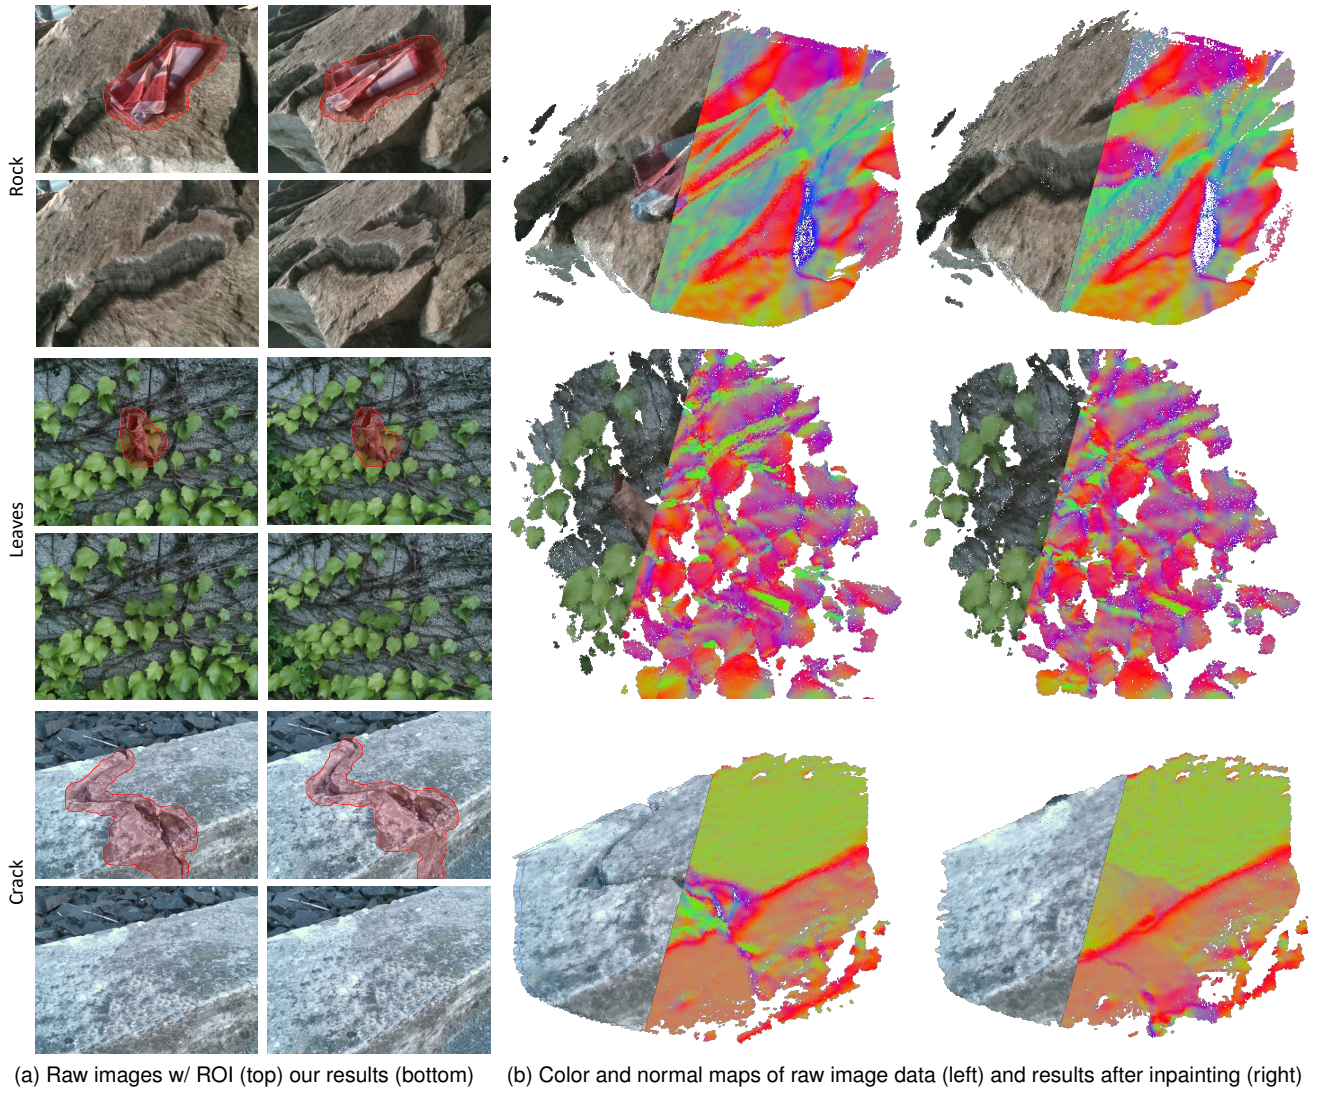 Rock
Leaves
Crack
(a) Raw images w/ ROI (top) our results (bottom)
(b) Color and normal maps of raw image data (left) and results after inpainting (right)